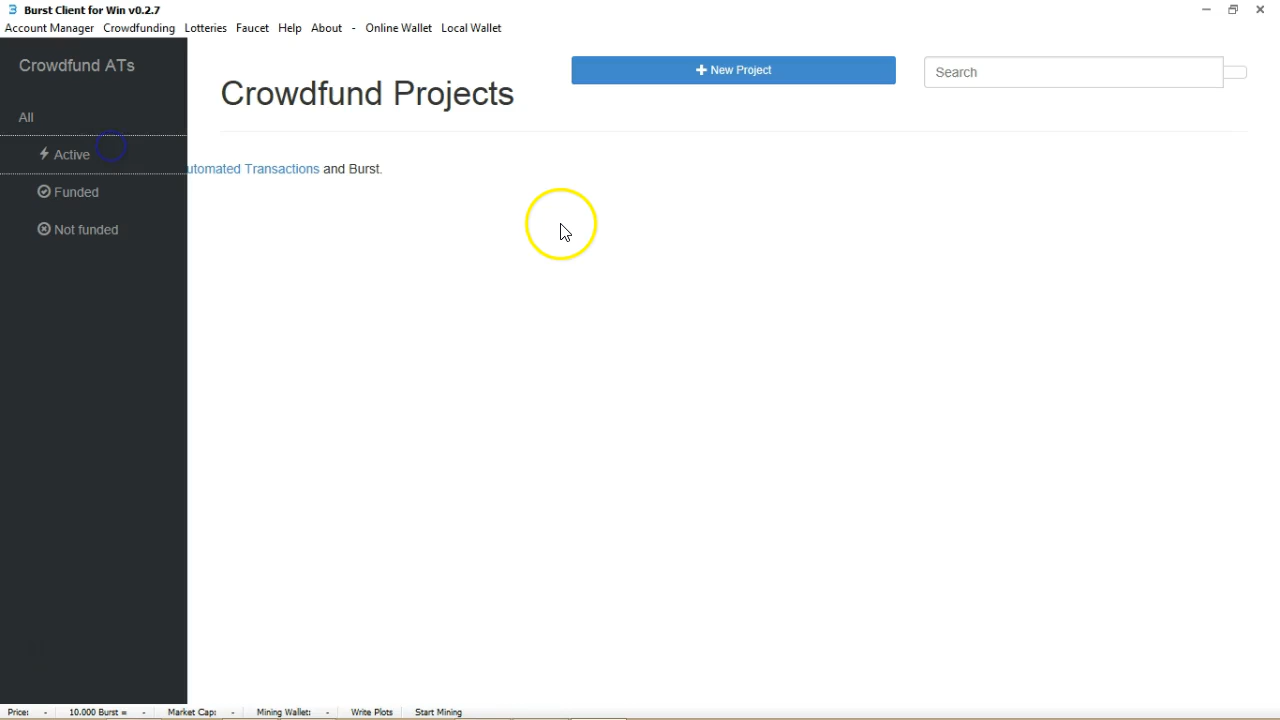 Burst Client for Win v0.2.7
Account Manager Crowdfunding Lotteries Faucet Help About - Online Wallet Local Wallet
Crowdfund ATs
New Project
Search
Crowdfund Projects
All
Active
utomated Transactions and Burst.
Funded
Not funded
Price: - 10.000 Burst = - Market Cap: - Mining Wallet: - Write Plots Start Mining